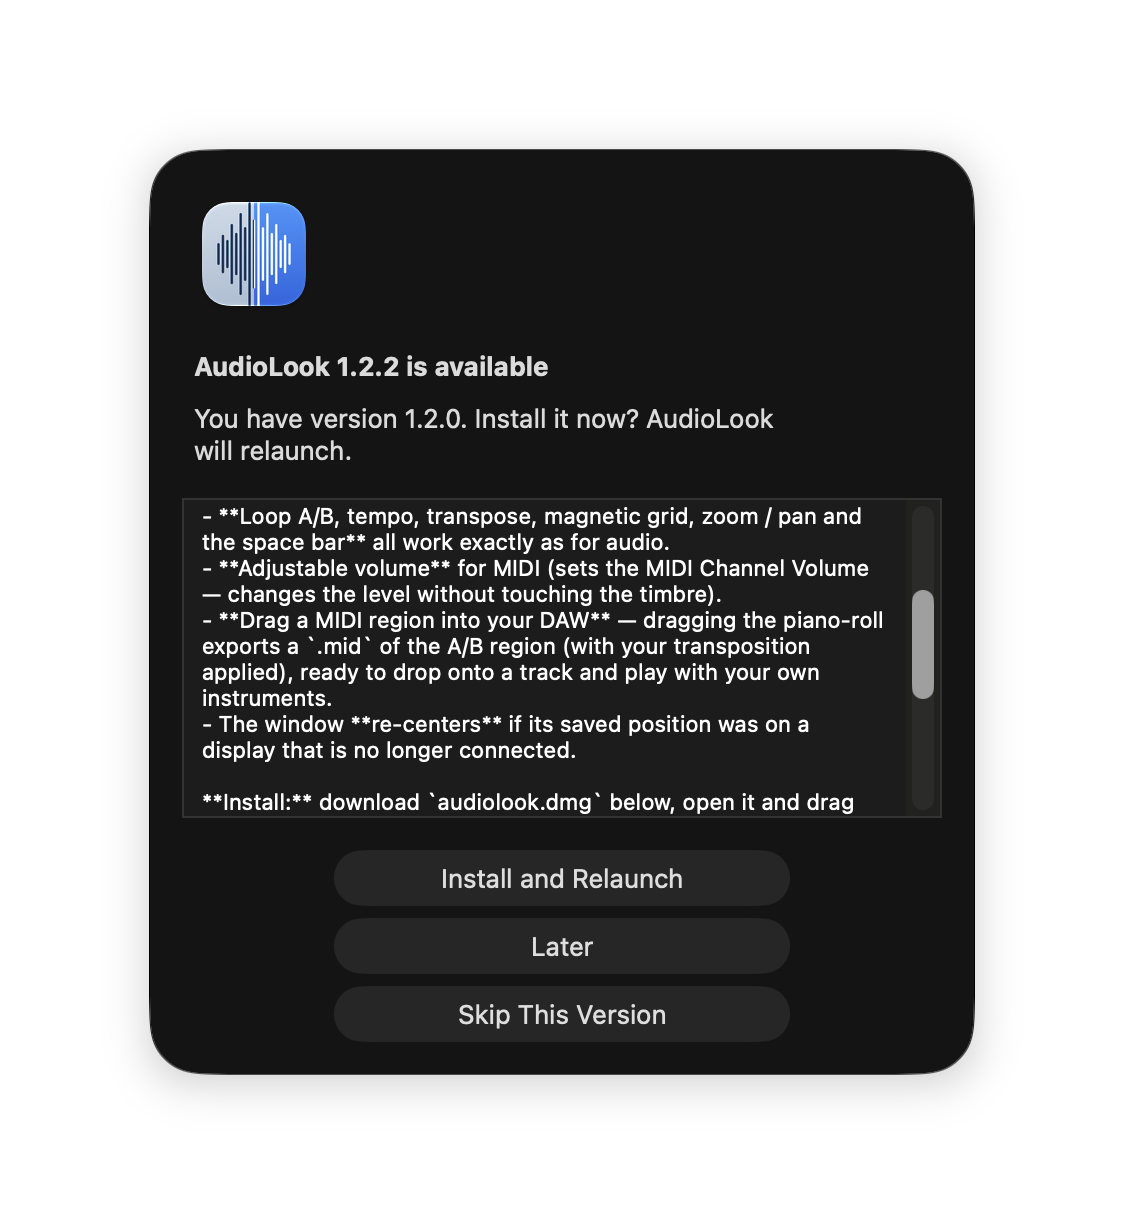 AudioLook 1.2.2 is available
You have version 1.2.0. Install it now? AudioLook
will relaunch.
- **Loop A/B, tempo, transpose, magnetic grid, zoom / pan and
the space bar** all work exactly as for audio.
- **Adjustable volume** for MIDI (sets the MIDI Channel Volume
— changes the level without touching the timbre).
- **Drag a MIDI region into your DAW** — dragging the piano-roll
exports a `.mid` of the A/B region (with your transposition
applied), ready to drop onto a track and play with your own
instruments.
- The window **re-centers** if its saved position was on a
display that is no longer connected.
**Install:** download `audiolook.dmg` below, open it and drag
Install and Relaunch
Later
Skip This Version